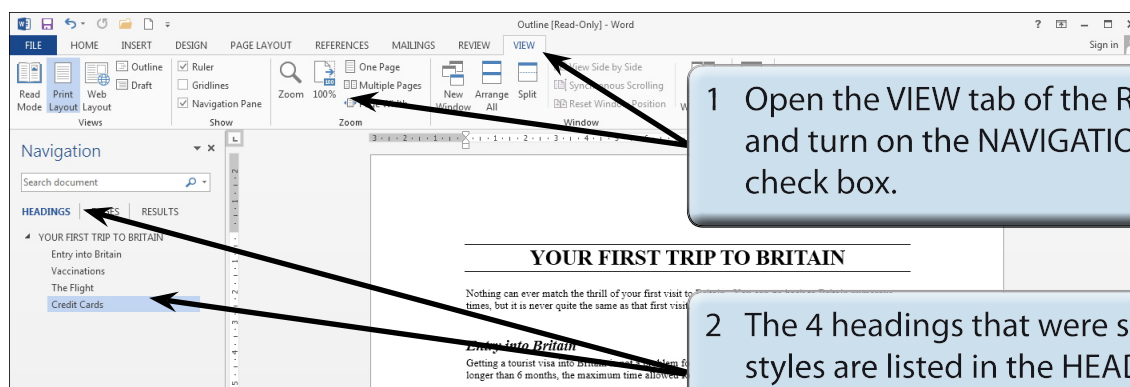 Outline [Read-Only] - Word
?
FILE HOME INSERT DESIGN PAGE LAYOUT REFERENCES MAILINGS REVIEW VIEW Sign in
Read Mode
Print Layout
Web Layout
Outline
Draft
Views
Ruler
Gridlines
Navigation Pane
Show
Zoom
100%
One Page
Multiple Pages
Width
Zoom
New Window
Arrange All
Split
View Side by Side
Synchronous Scrolling
Reset Window Position
Window
Navigation
Search document
HEADINGS RESULTS
YOUR FIRST TRIP TO BRITAIN
Entry into Britain
Vaccinations
The Flight
Credit Cards
YOUR FIRST TRIP TO BRITAIN
Nothing can ever match the thrill of your first visit to
times, but it is never quite the same as that first visit
Entry into Britain
Getting a tourist visa into
longer than 6 months, the maximum time allowed
1 Open the VIEW tab of the
and turn on the
check box.
2 The 4 headings that were
styles are listed in the